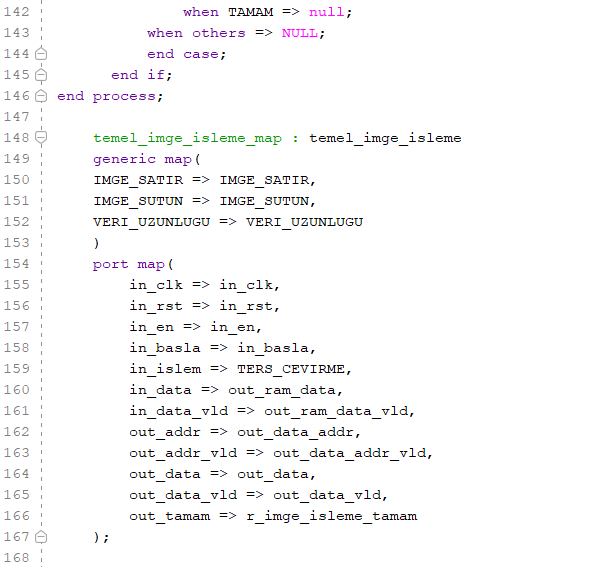 142 when TAMAM => null;
143 when others => NULL;
144 end case;
145 end if;
146 end process;
147
148 temel_imge_isleme_map : temel_imge_isleme
149 generic map(
150 IMGE_SATIR => IMGE_SATIR,
151 IMGE_SUTUN => IMGE_SUTUN,
152 VERI_UZUNLUGU => VERI_UZUNLUGU
153 )
154 port map(
155 in_clk => in_clk,
156 in_rst => in_rst,
157 in_en => in_en,
158 in_basla => in_basla,
159 in_islem => TERS_CEVIRME,
160 in_data => out_ram_data,
161 in_data_vld => out_ram_data_vld,
162 out_addr => out_data_addr,
163 out_addr_vld => out_data_addr_vld,
164 out_data => out_data,
165 out_data_vld => out_data_vld,
166 out_tamam => r_imge_isleme_tamam
167 );
168